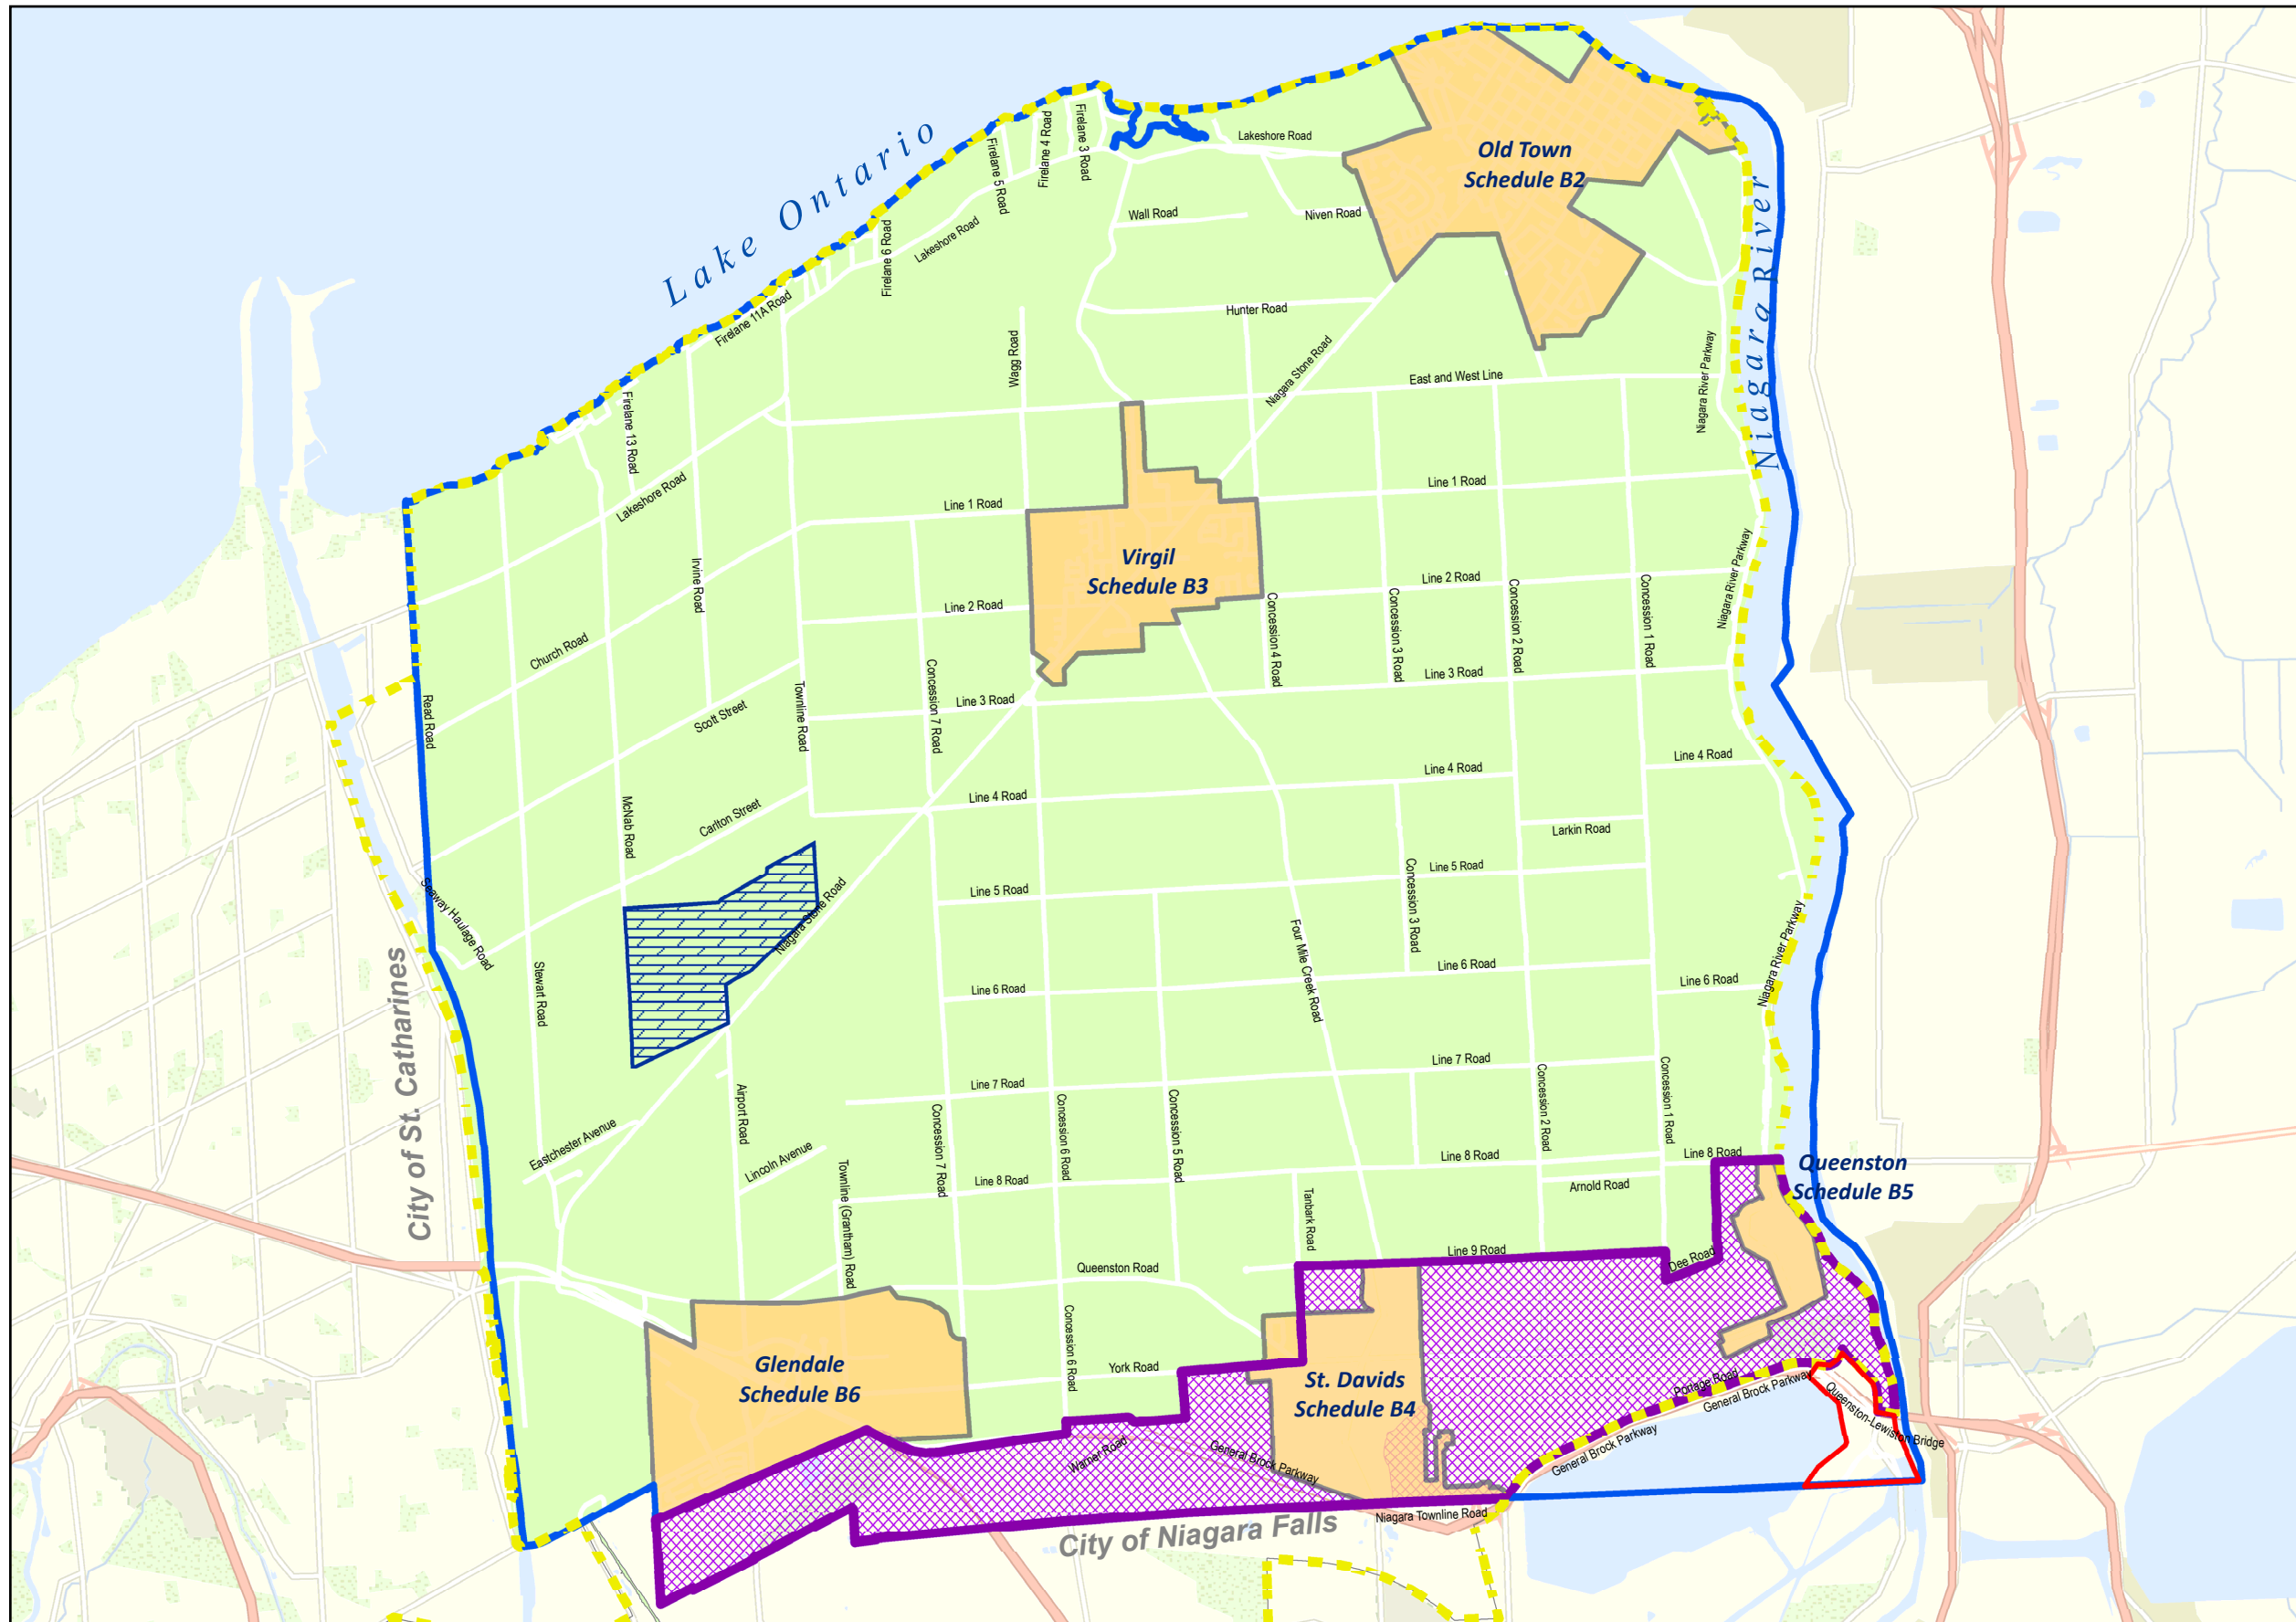 Lake Ontario
Niagara River
Old Town
Schedule B2
Virgil
Schedule B3
Queenston
Schedule B5
Glendale
Schedule B6
St. Davids
Schedule B4
City of St. Catharines
City of Niagara Falls
Firelane 3 Road
Firelane 4 Road
Firelane 5 Road
Lakeshore Road
Wall Road
Niven Road
Firelane 6 Road
Lakeshore Road
Firelane 11A Road
Hunter Road
Wagg Road
Niagara Stone Road
East and West Line
Niagara River Parkway
Firelane 13 Road
Lakeshore Road
Line 1 Road
Line 1 Road
Irvine Road
Niagara River Parkway
Line 2 Road
Line 2 Road
Concession 4 Road
Concession 3 Road
Concession 2 Road
Concession 1 Road
Church Road
Read Road
Scott Street
Townline Road
Concession 7 Road
Line 3 Road
Line 3 Road
Line 4 Road
Line 4 Road
Line 4 Road
McNab Road
Carlton Street
Larkin Road
Seaway Haulage Road
Niagara Stone Road
Line 5 Road
Line 5 Road
Concession 3 Road
Four Mile Creek Road
Niagara River Parkway
Stewart Road
Line 6 Road
Line 6 Road
Line 6 Road
Line 7 Road
Line 7 Road
Airport Road
Eastchester Avenue
Lincoln Avenue
Townline (Grantham) Road
Concession 7 Road
Concession 6 Road
Concession 5 Road
Concession 2 Road
Concession 1 Road
Line 8 Road
Line 8 Road
Line 8 Road
Arnold Road
Tanbark Road
Line 9 Road
Dee Road
Queenston Road
Concession 6 Road
York Road
Warner Road
General Brock Parkway
Portage Road
General Brock Parkway
General Brock Parkway
Queenston-Lewiston Bridge
Niagara Townline Road